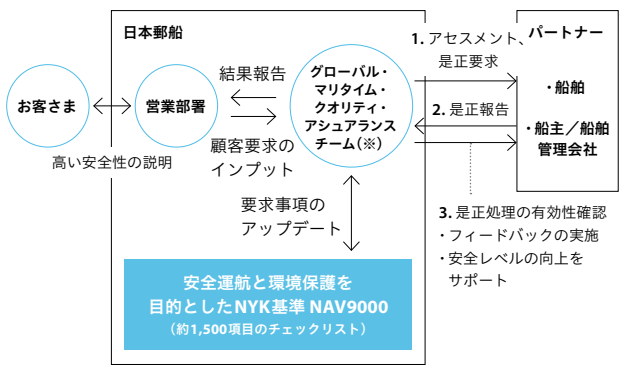 日本郵船
お客さま
営業部署
高い安全性の説明
結果報告
顧客要求の
インプット
グローバル・
マリタイム・
クオリティ・
アシュアランス
チーム（※）
要求事項の
アップデート
安全運航と環境保護を
目的としたNYK基準 NAV9000
（約1,500項目のチェックリスト）
1. アセスメント、
是正要求
2. 是正報告
3. 是正処理の有効性確認
・フィードバックの実施
・安全レベルの向上を
サポート
パートナー
・船舶
・船主／船舶
管理会社